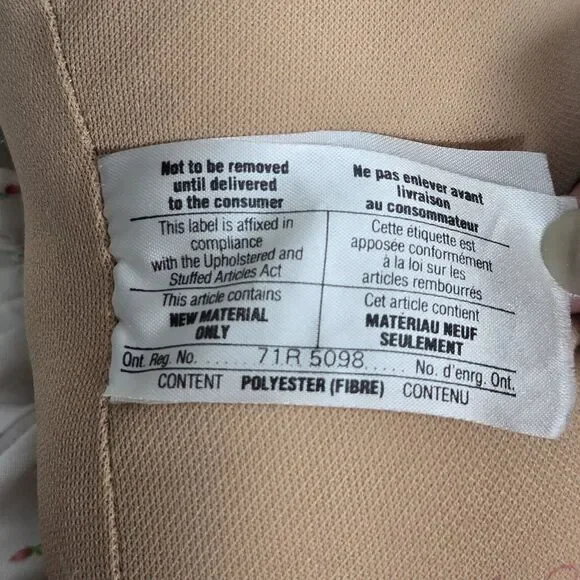 Not to be removed
until delivered
to the consumer
This label is affixed in
compliance
with the Upholstered and
Stuffed Articles Act
This article contains
NEW MATERIAL
ONLY
Ne pas enlever avant
livraison
au consommateur
Cette étiquette est
apposée conformément
à la loi sur les
articles rembourrés
Cet article contient
MATÉRIAU NEUF
SEULEMENT
Ont. Reg. No. ..... 71R 5098 ..... No. d'enrg. Ont.
CONTENT POLYESTER (FIBRE) CONTENU